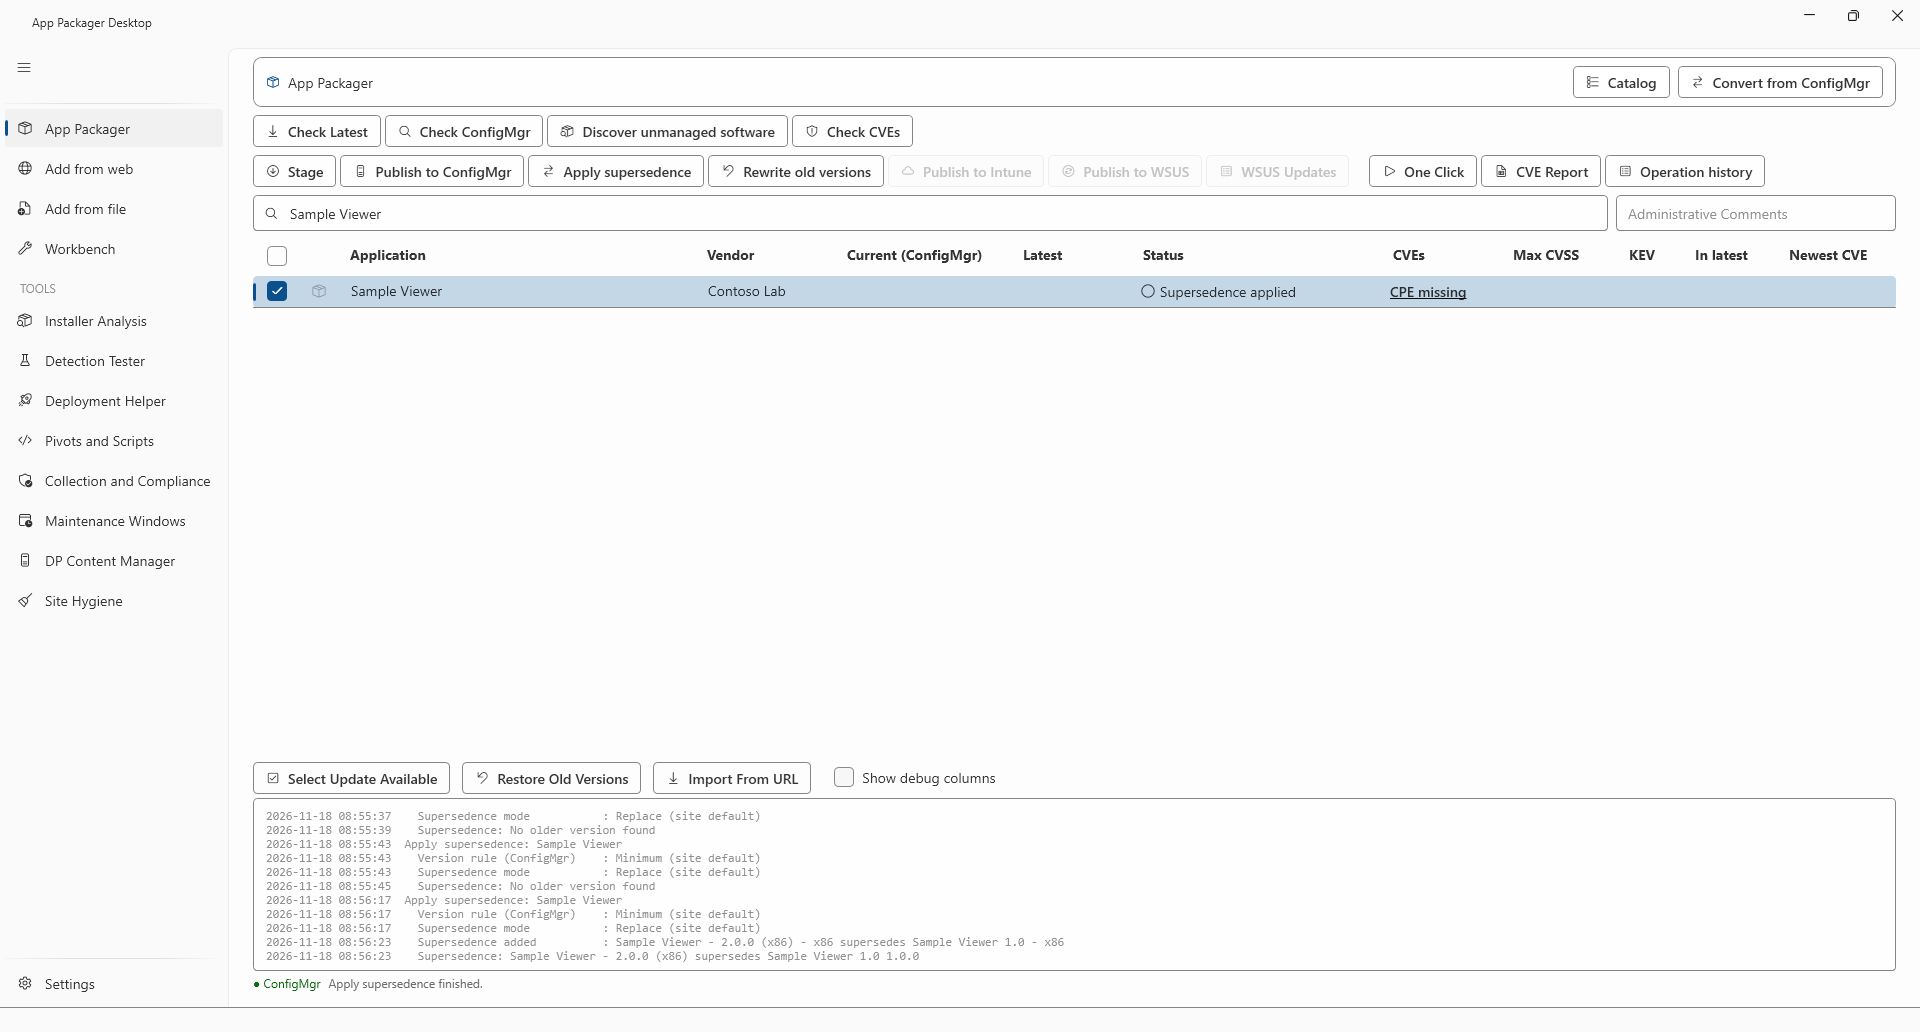 App Packager Desktop
App Packager
Add from web
Add from file
Workbench
TOOLS
Installer Analysis
Detection Tester
Deployment Helper
Pivots and Scripts
Collection and Compliance
Maintenance Windows
DP Content Manager
Site Hygiene
Settings
App Packager Catalog Convert from ConfigMgr
Check Latest Check ConfigMgr Discover unmanaged software Check CVEs
Stage Publish to ConfigMgr Apply supersedence Rewrite old versions Publish to Intune Publish to WSUS WSUS Updates One Click CVE Report Operation history
Sample Viewer Administrative Comments
Application Vendor Current (ConfigMgr) Latest Status CVEs Max CVSS KEV In latest Newest CVE
Sample Viewer Contoso Lab Supersedence applied CPE missing
Select Update Available Restore Old Versions Import From URL Show debug columns
2026-11-18 08:55:37 Supersedence mode : Replace (site default)
2026-11-18 08:55:39 Supersedence: No older version found
2026-11-18 08:55:43 Apply supersedence: Sample Viewer
2026-11-18 08:55:43 Version rule (ConfigMgr) : Minimum (site default)
2026-11-18 08:55:43 Supersedence mode : Replace (site default)
2026-11-18 08:55:45 Supersedence: No older version found
2026-11-18 08:56:17 Apply supersedence: Sample Viewer
2026-11-18 08:56:17 Version rule (ConfigMgr) : Minimum (site default)
2026-11-18 08:56:17 Supersedence mode : Replace (site default)
2026-11-18 08:56:23 Supersedence added : Sample Viewer - 2.0.0 (x86) - x86 supersedes Sample Viewer 1.0 - x86
2026-11-18 08:56:23 Supersedence: Sample Viewer - 2.0.0 (x86) supersedes Sample Viewer 1.0 1.0.0
ConfigMgr Apply supersedence finished.